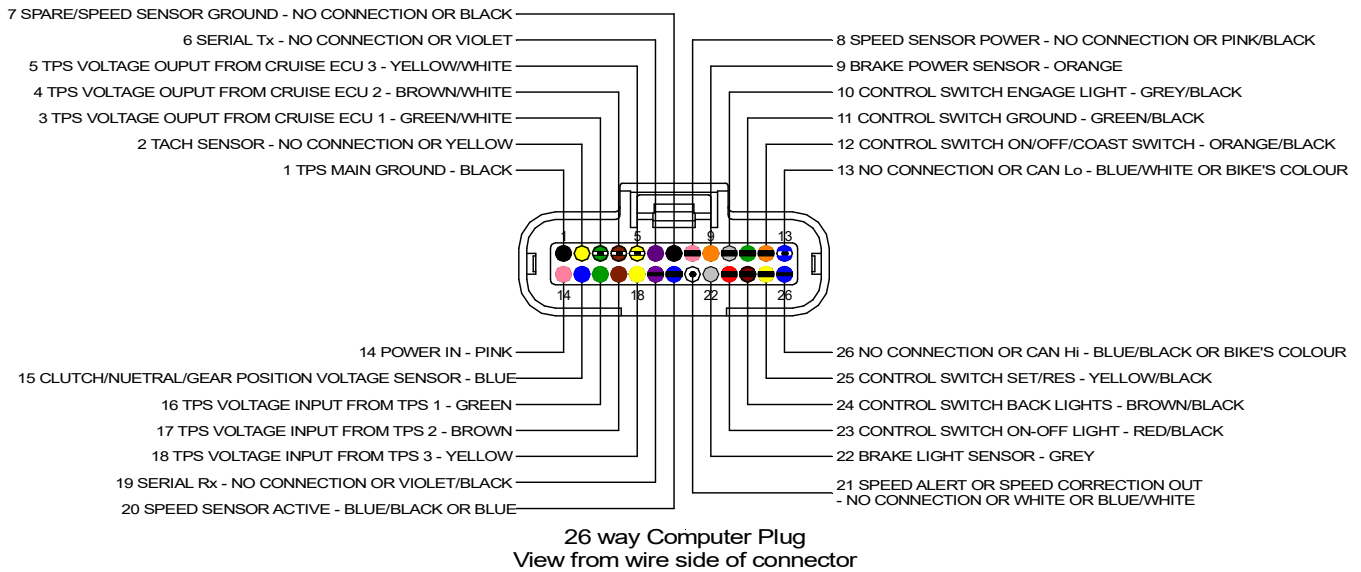 7 SPARE/SPEED SENSOR GROUND - NO CONNECTION OR BLACK
6 SERIAL Tx - NO CONNECTION OR VIOLET
5 TPS VOLTAGE OUPUT FROM CRUISE ECU 3 - YELLOW/WHITE
4 TPS VOLTAGE OUPUT FROM CRUISE ECU 2 - BROWN/WHITE
3 TPS VOLTAGE OUPUT FROM CRUISE ECU 1 - GREEN/WHITE
2 TACH SENSOR - NO CONNECTION OR YELLOW
1 TPS MAIN GROUND - BLACK
8 SPEED SENSOR POWER - NO CONNECTION OR PINK/BLACK
9 BRAKE POWER SENSOR - ORANGE
10 CONTROL SWITCH ENGAGE LIGHT - GREY/BLACK
11 CONTROL SWITCH GROUND - GREEN/BLACK
12 CONTROL SWITCH ON/OFF/COAST SWITCH - ORANGE/BLACK
13 NO CONNECTION OR CAN Lo - BLUE/WHITE OR BIKE'S COLOUR
1 5 9 13
14 18 22 26
14 POWER IN - PINK
15 CLUTCH/NUETRAL/GEAR POSITION VOLTAGE SENSOR - BLUE
16 TPS VOLTAGE INPUT FROM TPS 1 - GREEN
17 TPS VOLTAGE INPUT FROM TPS 2 - BROWN
18 TPS VOLTAGE INPUT FROM TPS 3 - YELLOW
19 SERIAL Rx - NO CONNECTION OR VIOLET/BLACK
20 SPEED SENSOR ACTIVE - BLUE/BLACK OR BLUE
26 NO CONNECTION OR CAN Hi - BLUE/BLACK OR BIKE'S COLOUR
25 CONTROL SWITCH SET/RES - YELLOW/BLACK
24 CONTROL SWITCH BACK LIGHTS - BROWN/BLACK
23 CONTROL SWITCH ON-OFF LIGHT - RED/BLACK
22 BRAKE LIGHT SENSOR - GREY
21 SPEED ALERT OR SPEED CORRECTION OUT
- NO CONNECTION OR WHITE OR BLUE/WHITE
26 way Computer Plug
View from wire side of connector